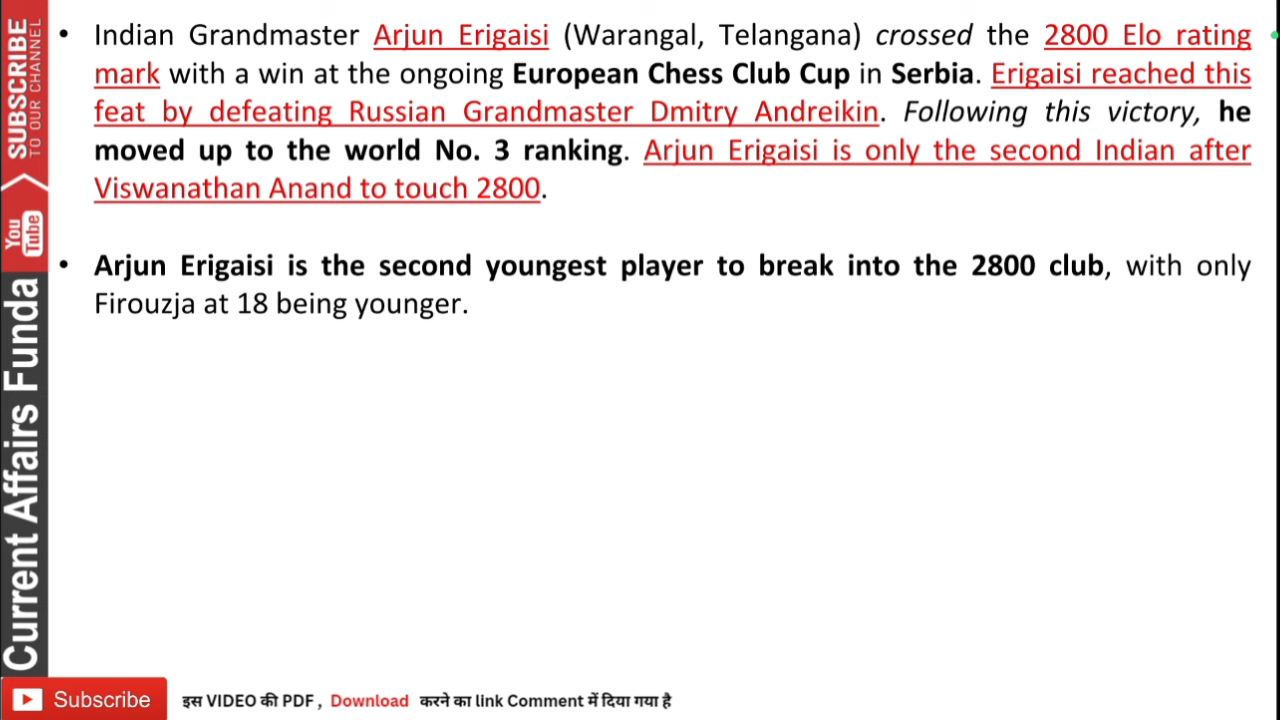 SUBSCRIBE
TO OUR CHANNEL
You
Tube
Current Affairs Funda
• Indian Grandmaster Arjun Erigaisi (Warangal, Telangana) crossed the 2800 Elo rating
mark with a win at the ongoing European Chess Club Cup in Serbia. Erigaisi reached this
feat by defeating Russian Grandmaster Dmitry Andreikin. Following this victory, he
moved up to the world No. 3 ranking. Arjun Erigaisi is only the second Indian after
Viswanathan Anand to touch 2800.
• Arjun Erigaisi is the second youngest player to break into the 2800 club, with only
Firouzja at 18 being younger.
Subscribe
इस VIDEO की PDF , Download करने का link Comment में दिया गया है